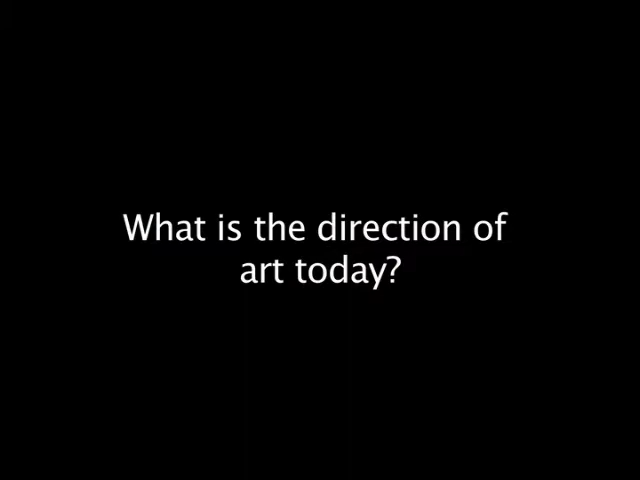 What is the direction of
art today?